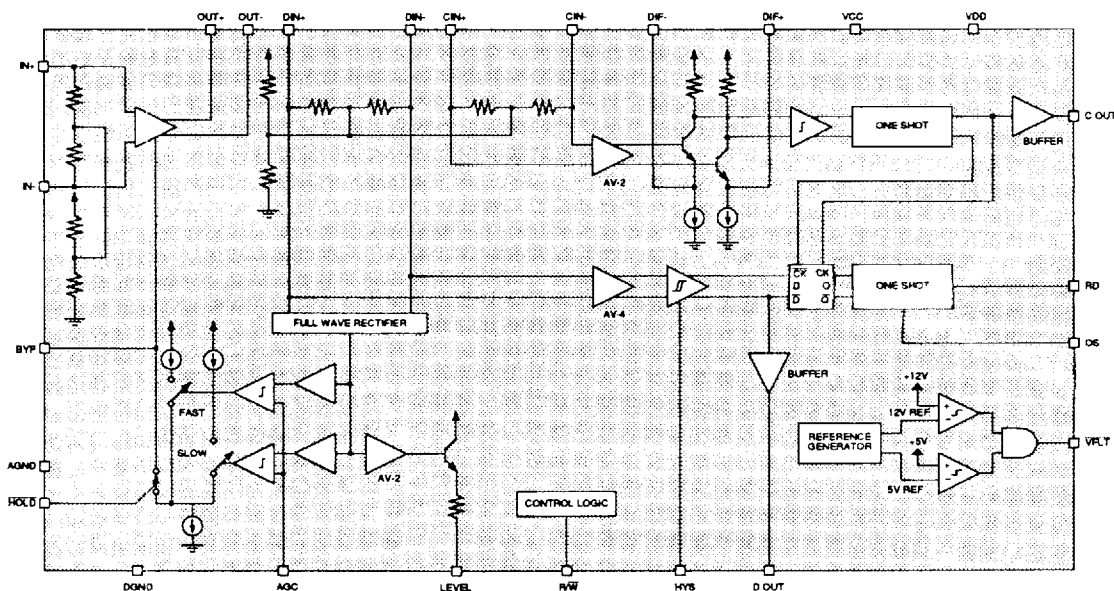 OUT+ OUT- DIN+ DIN- CIN+ CIN- DIF- DIF+ VCC VDD
IN+
ONE SHOT
C OUT
BUFFER
IN-
AV-2
CK CK
D Q
D Q
ONE SHOT
RD
AV-4
FULL WAVE RECTIFIER
BYP
OS
BUFFER
FAST
+12V
12V REF
REFERENCE
GENERATOR
+5V
5V REF
VFLT
SLOW
AV-2
AGND
HOLD
CONTROL LOGIC
DGND AGC LEVEL R/W HYS D OUT